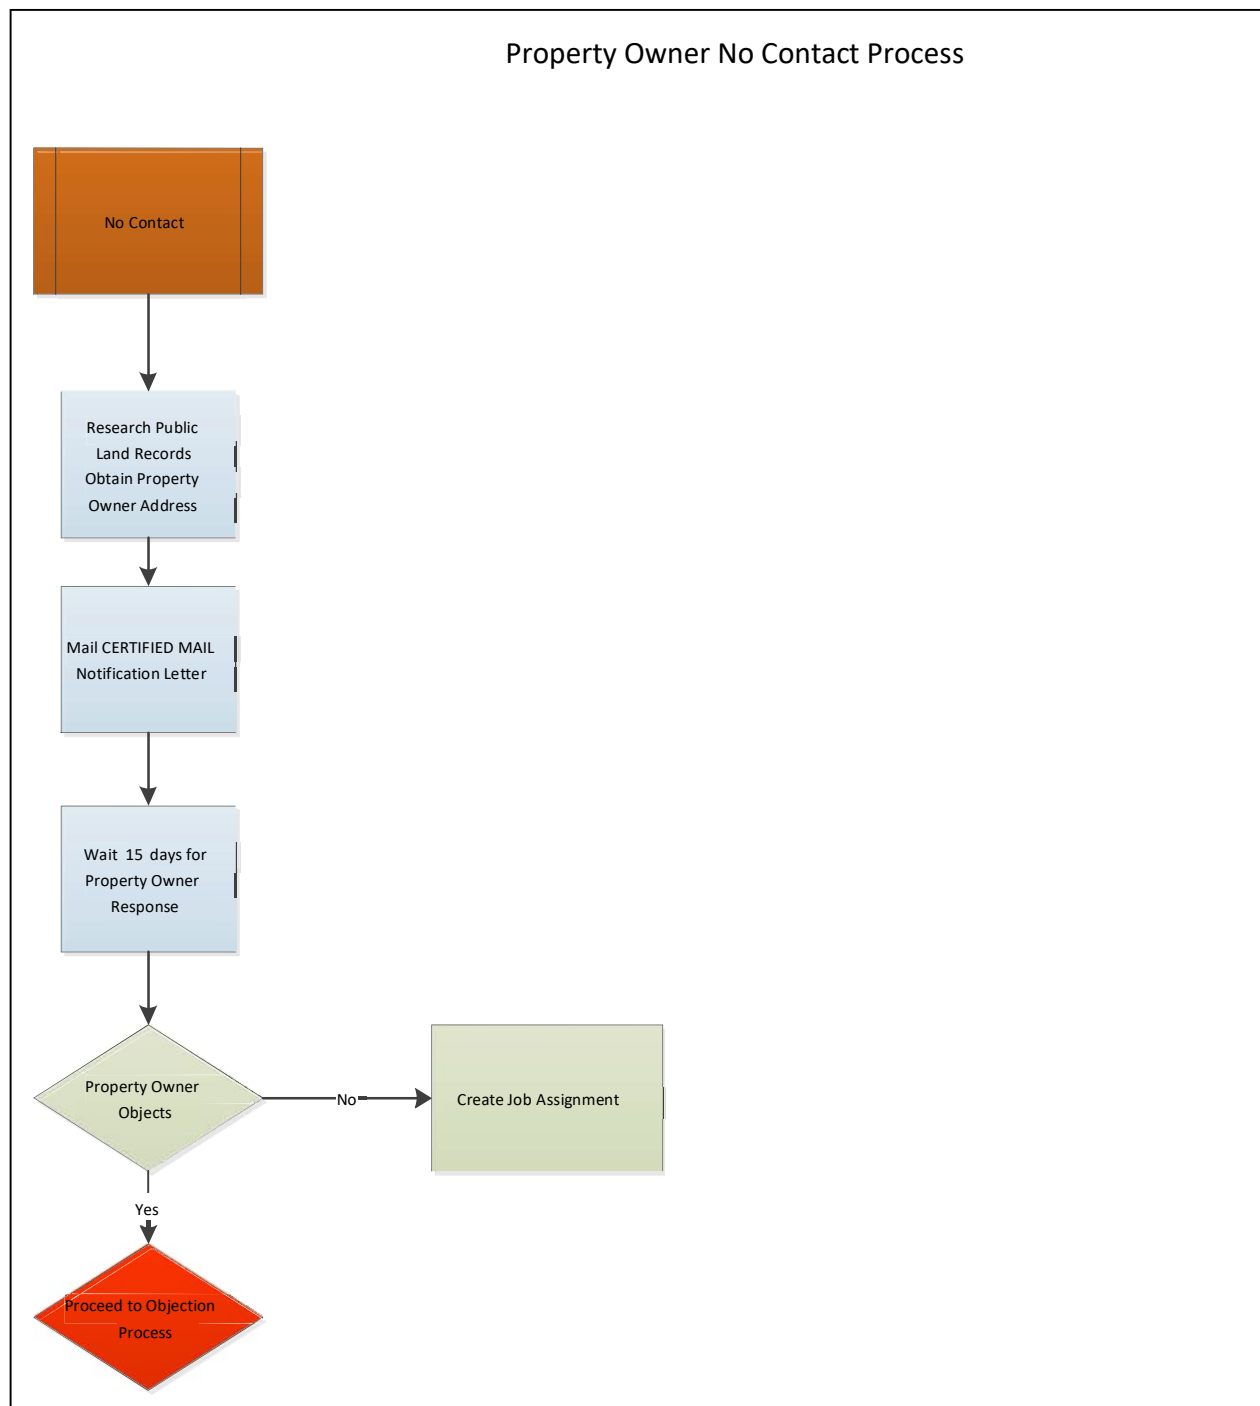 Property Owner No Contact Process
No Contact
Research Public
Land Records
Obtain Property
Owner Address
Mail CERTIFIED MAIL
Notification Letter
Wait 15 days for
Property Owner
Response
Property Owner
Objects
No
Create Job Assignment
Yes
Proceed to Objection
Process